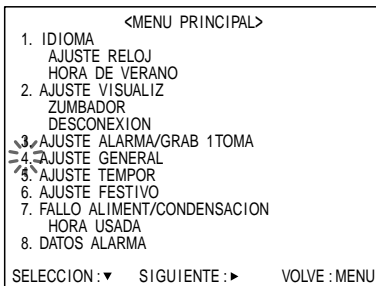 <MENU PRINCIPAL>
1. IDIOMA
AJUSTE RELOJ
HORA DE VERANO
2. AJUSTE VISUALIZ
ZUMBADOR
DESCONEXION
3. AJUSTE ALARMA/GRAB 1TOMA
4. AJUSTE GENERAL
5. AJUSTE TEMPOR
6. AJUSTE FESTIVO
7. FALLO ALIMENT/CONDENSACION
HORA USADA
8. DATOS ALARMA
SELECCION :▼ SIGUIENTE :► VOLVE : MENU